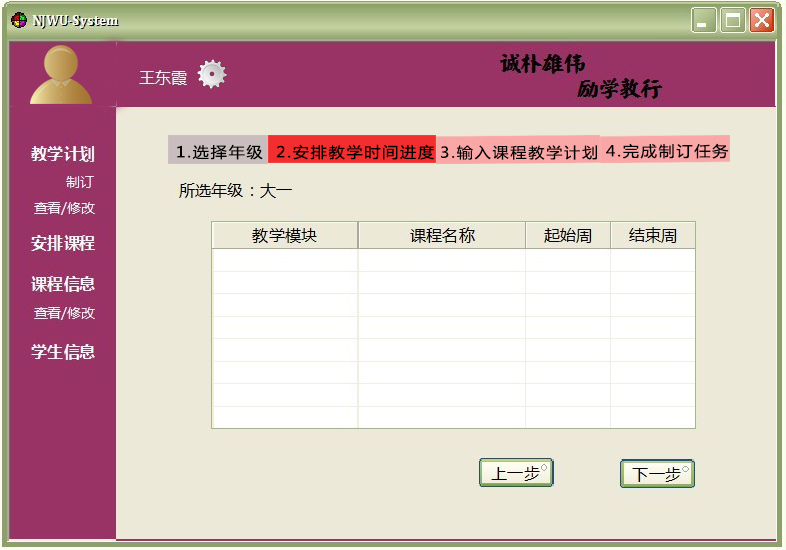 NJWU-System
王东霞
诚朴雄伟
励学敦行
教学计划
制订
查看/修改
安排课程
课程信息
查看/修改
学生信息
1.选择年级 2.安排教学时间进度 3.输入课程教学计划 4.完成制订任务
所选年级：大一
教学模块 课程名称 起始周 结束周
上一步 下一步